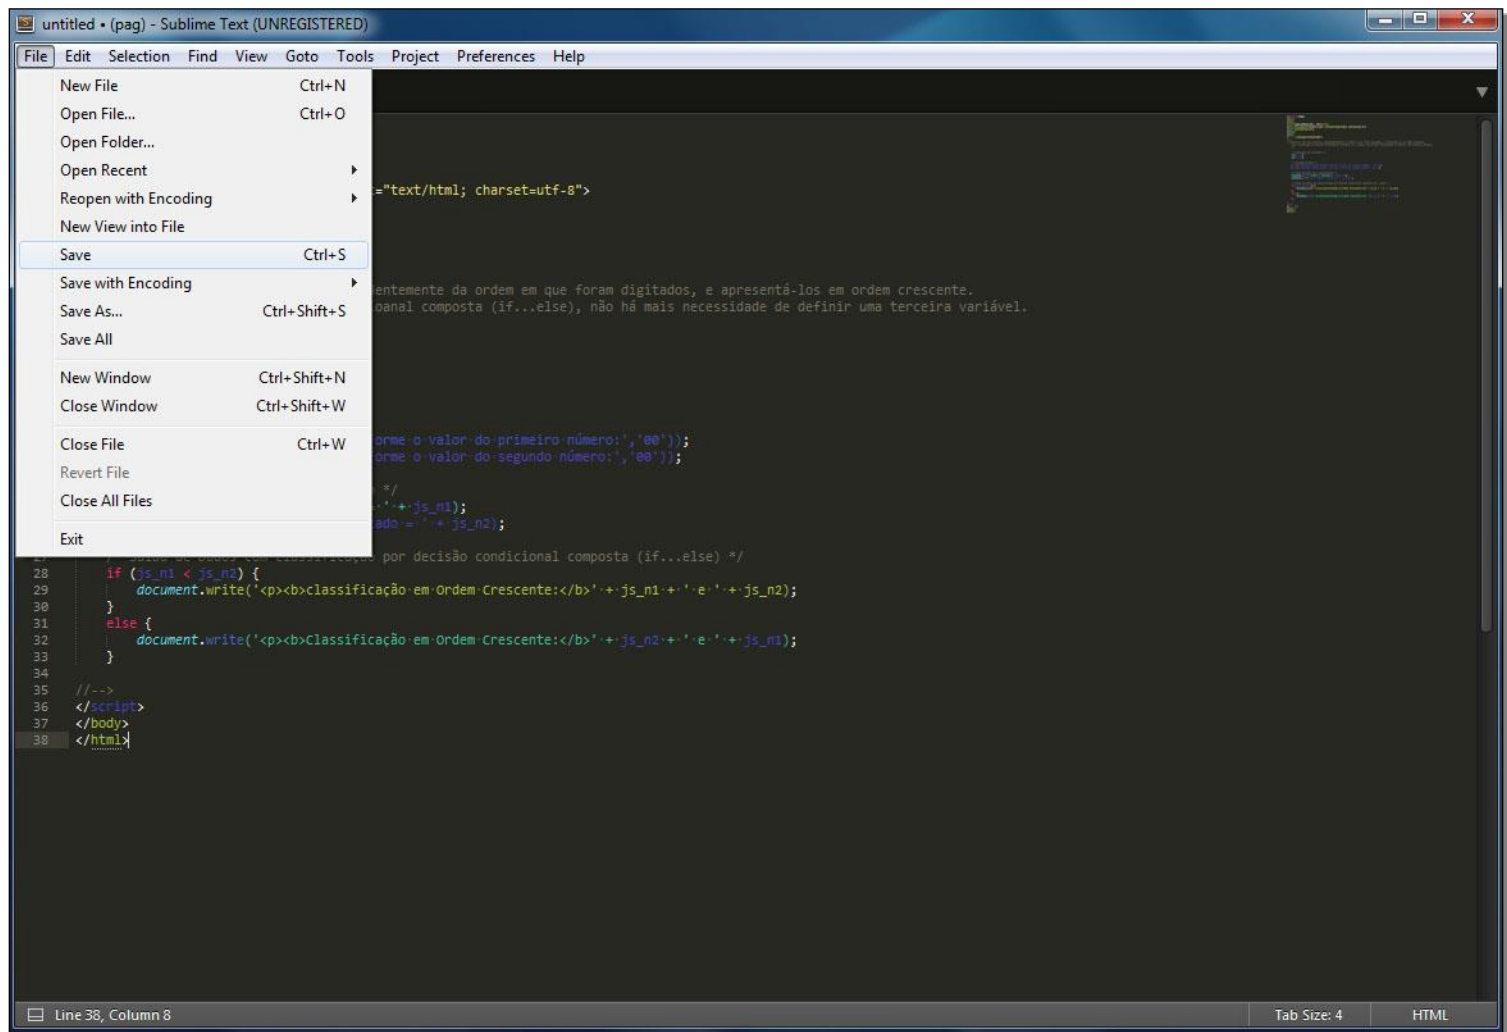 untitled • (pag) - Sublime Text (UNREGISTERED)
File Edit Selection Find View Goto Tools Project Preferences Help
New File Ctrl+N
Open File... Ctrl+O
Open Folder...
Open Recent
Reopen with Encoding
New View into File
Save Ctrl+S
Save with Encoding
Save As... Ctrl+Shift+S
Save All
New Window Ctrl+Shift+N
Close Window Ctrl+Shift+W
Close File Ctrl+W
Revert File
Close All Files
Exit
="text/html; charset=utf-8">
entemente da ordem em que foram digitados, e apresentá-los em ordem crescente.
oanal composta (if...else), não há mais necessidade de definir uma terceira variável.
orme o valor do primeiro número:','00'));
orme o valor do segundo número:','00'));
*/
= ' + js_n1);
ado = ' + js_n2);
por decisão condicional composta (if...else) */
28 if (js_n1 < js_n2) {
29 document.write('<p><b>classificação em Ordem Crescente:</b>' + js_n1 + ' e ' + js_n2);
30 }
31 else {
32 document.write('<p><b>Classificação em Ordem Crescente:</b>' + js_n2 + ' e ' + js_n1);
33 }
34
35 //-->
36 </script>
37 </body>
38 </html>
Line 38, Column 8 Tab Size: 4 HTML